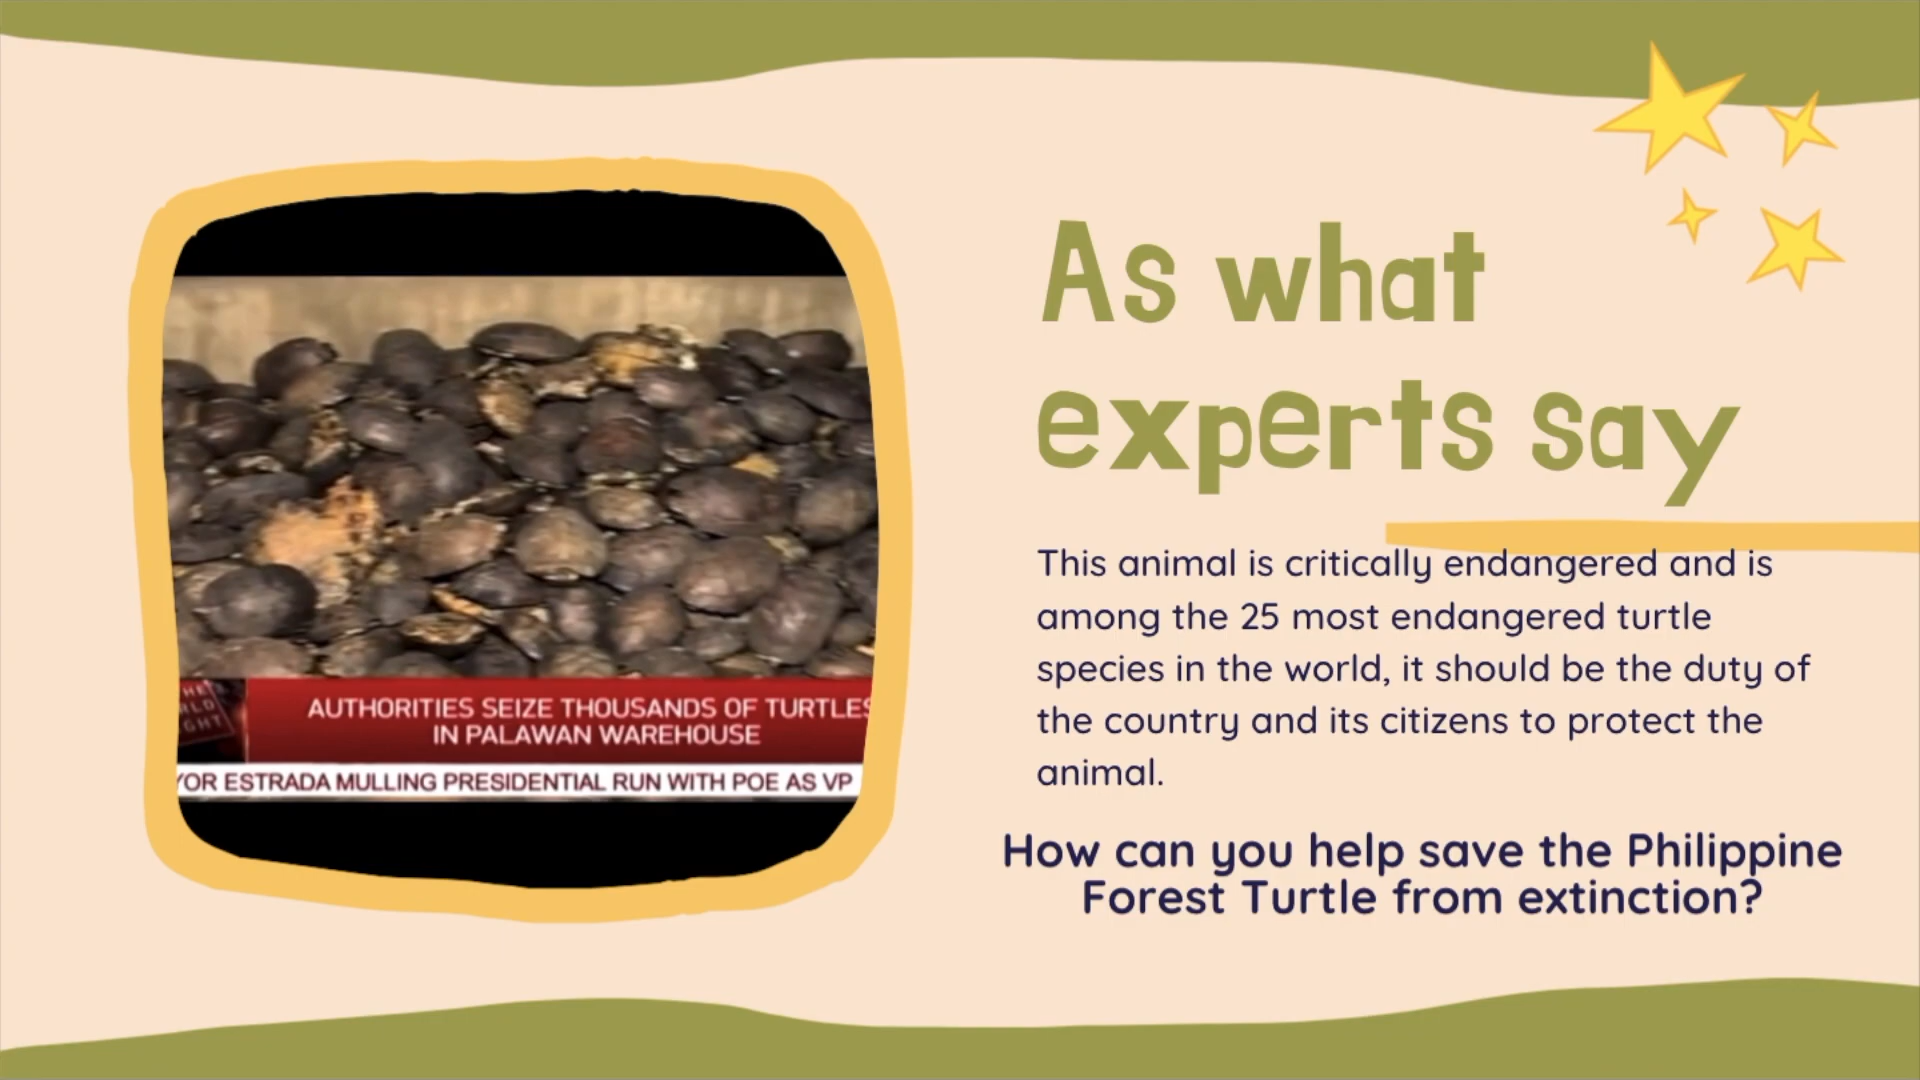 As what
experts say
This animal is critically endangered and is
among the 25 most endangered turtle
species in the world, it should be the duty of
the country and its citizens to protect the
animal.
How can you help save the Philippine
Forest Turtle from extinction?
AUTHORITIES SEIZE THOUSANDS OF TURTLES
IN PALAWAN WAREHOUSE
ESTRADA MULLING PRESIDENTIAL RUN WITH POE AS VP